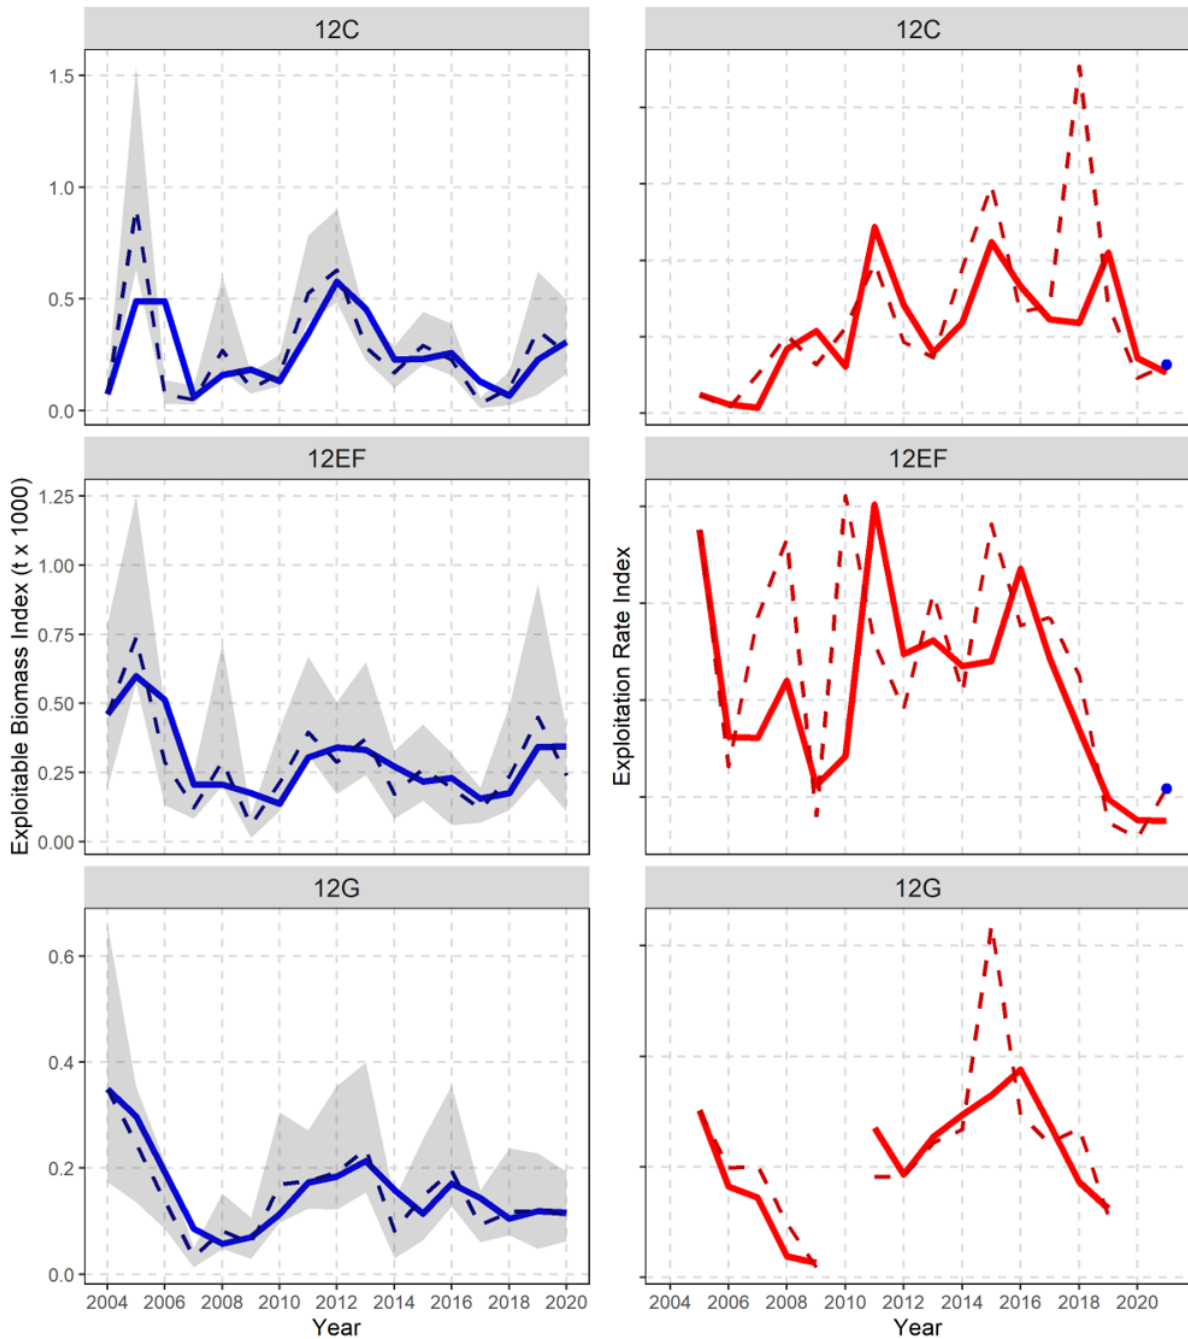 12C
12C
1.5
1.0
0.5
0.0
12EF
12EF
1.25
1.00
0.75
0.50
0.25
0.00
Exploitable Biomass Index (t x 1000)
Exploitation Rate Index
12G
12G
0.6
0.4
0.2
0.0
2004 2006 2008 2010 2012 2014 2016 2018 2020
2004 2006 2008 2010 2012 2014 2016 2018 2020
Year
Year